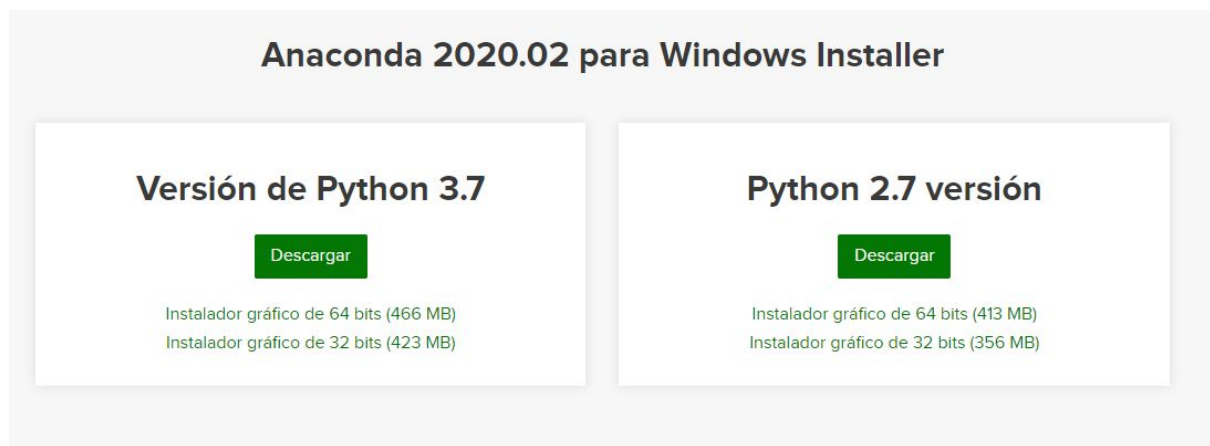 Anaconda 2020.02 para Windows Installer
Versión de Python 3.7
Descargar
Instalador gráfico de 64 bits (466 MB)
Instalador gráfico de 32 bits (423 MB)
Python 2.7 versión
Descargar
Instalador gráfico de 64 bits (413 MB)
Instalador gráfico de 32 bits (356 MB)